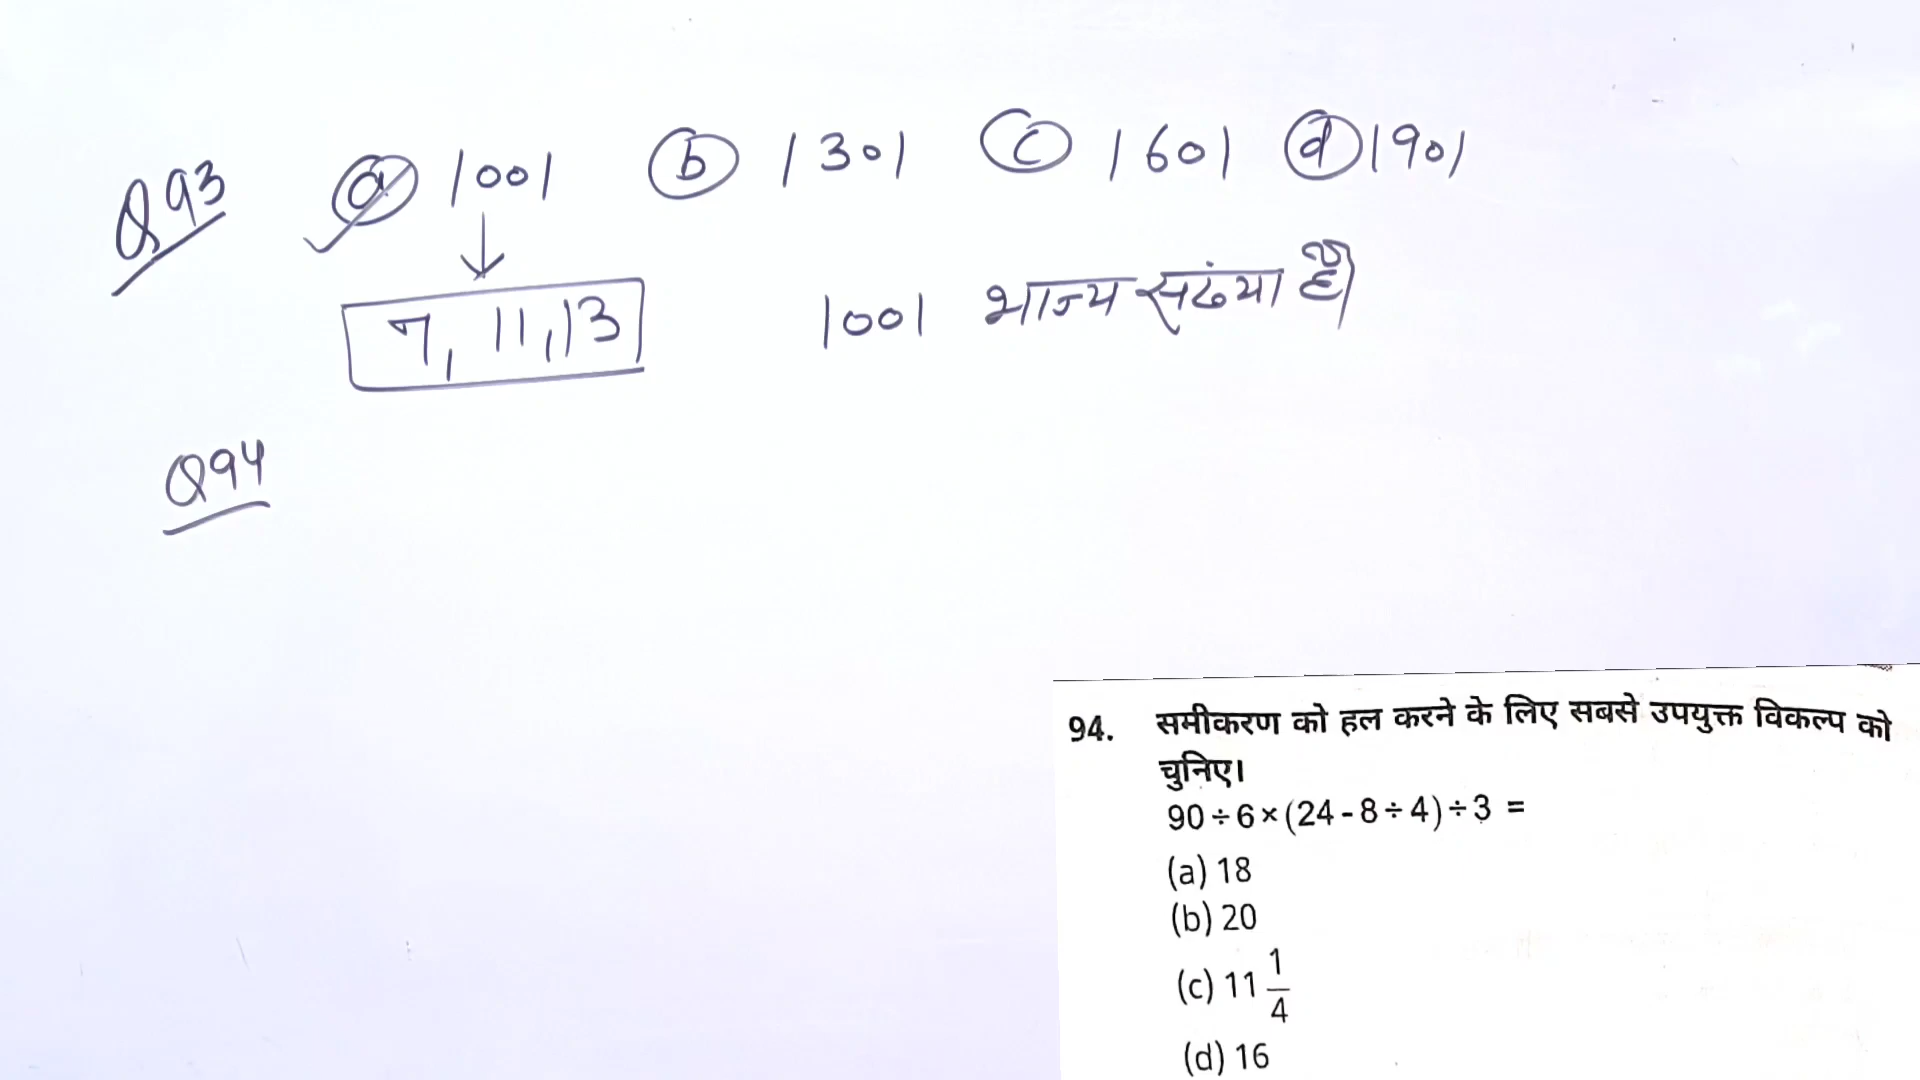 Q93 (a) 1001 (b) 1301 (c) 1601 (d) 1901
7, 11, 13 1001 भाज्य सख्ंया है
Q94
94. समीकरण को हल करने के लिए सबसे उपयुक्त विकल्प को
चुनिए।
90÷6×(24-8÷4)÷3 =
(a) 18
(b) 20
(c) 11 1/4
(d) 16